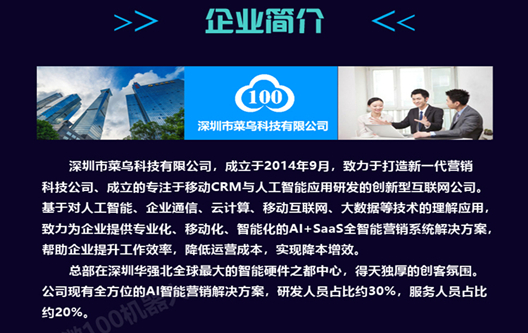 >> 企业简介 <<
100
深圳市菜鸟科技有限公司
深圳市菜鸟科技有限公司，成立于2014年9月，致力于打造新一代营销
科技公司、成立的专注于移动CRM与人工智能应用研发的创新型互联网公司。
基于对人工智能、企业通信、云计算、移动互联网、大数据等技术的理解应用，
致力为企业提供专业化、移动化、智能化的AI+SaaS全智能营销系统解决方案，
帮助企业提升工作效率，降低运营成本，实现降本增效。
总部在深圳华强北全球最大的智能硬件之都中心，得天独厚的创客氛围。
公司现有全方位的AI智能营销解决方案，研发人员占比约30%，服务人员占比
约20%。
100机器